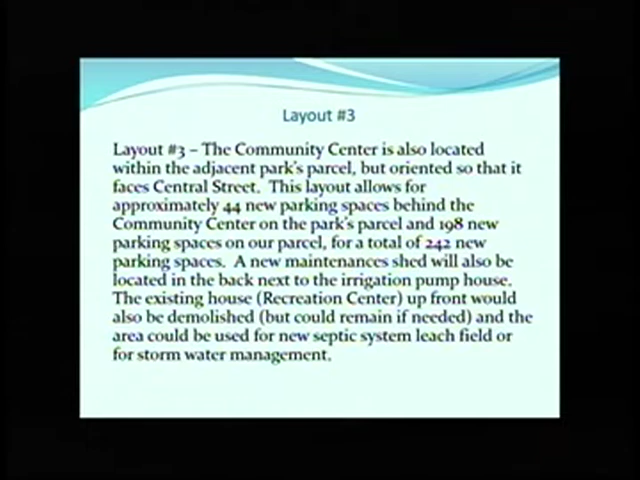 Layout #3
Layout #3 – The Community Center is also located
within the adjacent park's parcel, but oriented so that it
faces Central Street.  This layout allows for
approximately 44 new parking spaces behind the
Community Center on the park's parcel and 198 new
parking spaces on our parcel, for a total of 242 new
parking spaces.  A new maintenances shed will also be
located in the back next to the irrigation pump house.
The existing house (Recreation Center) up front would
also be demolished (but could remain if needed) and the
area could be used for new septic system leach field or
for storm water management.